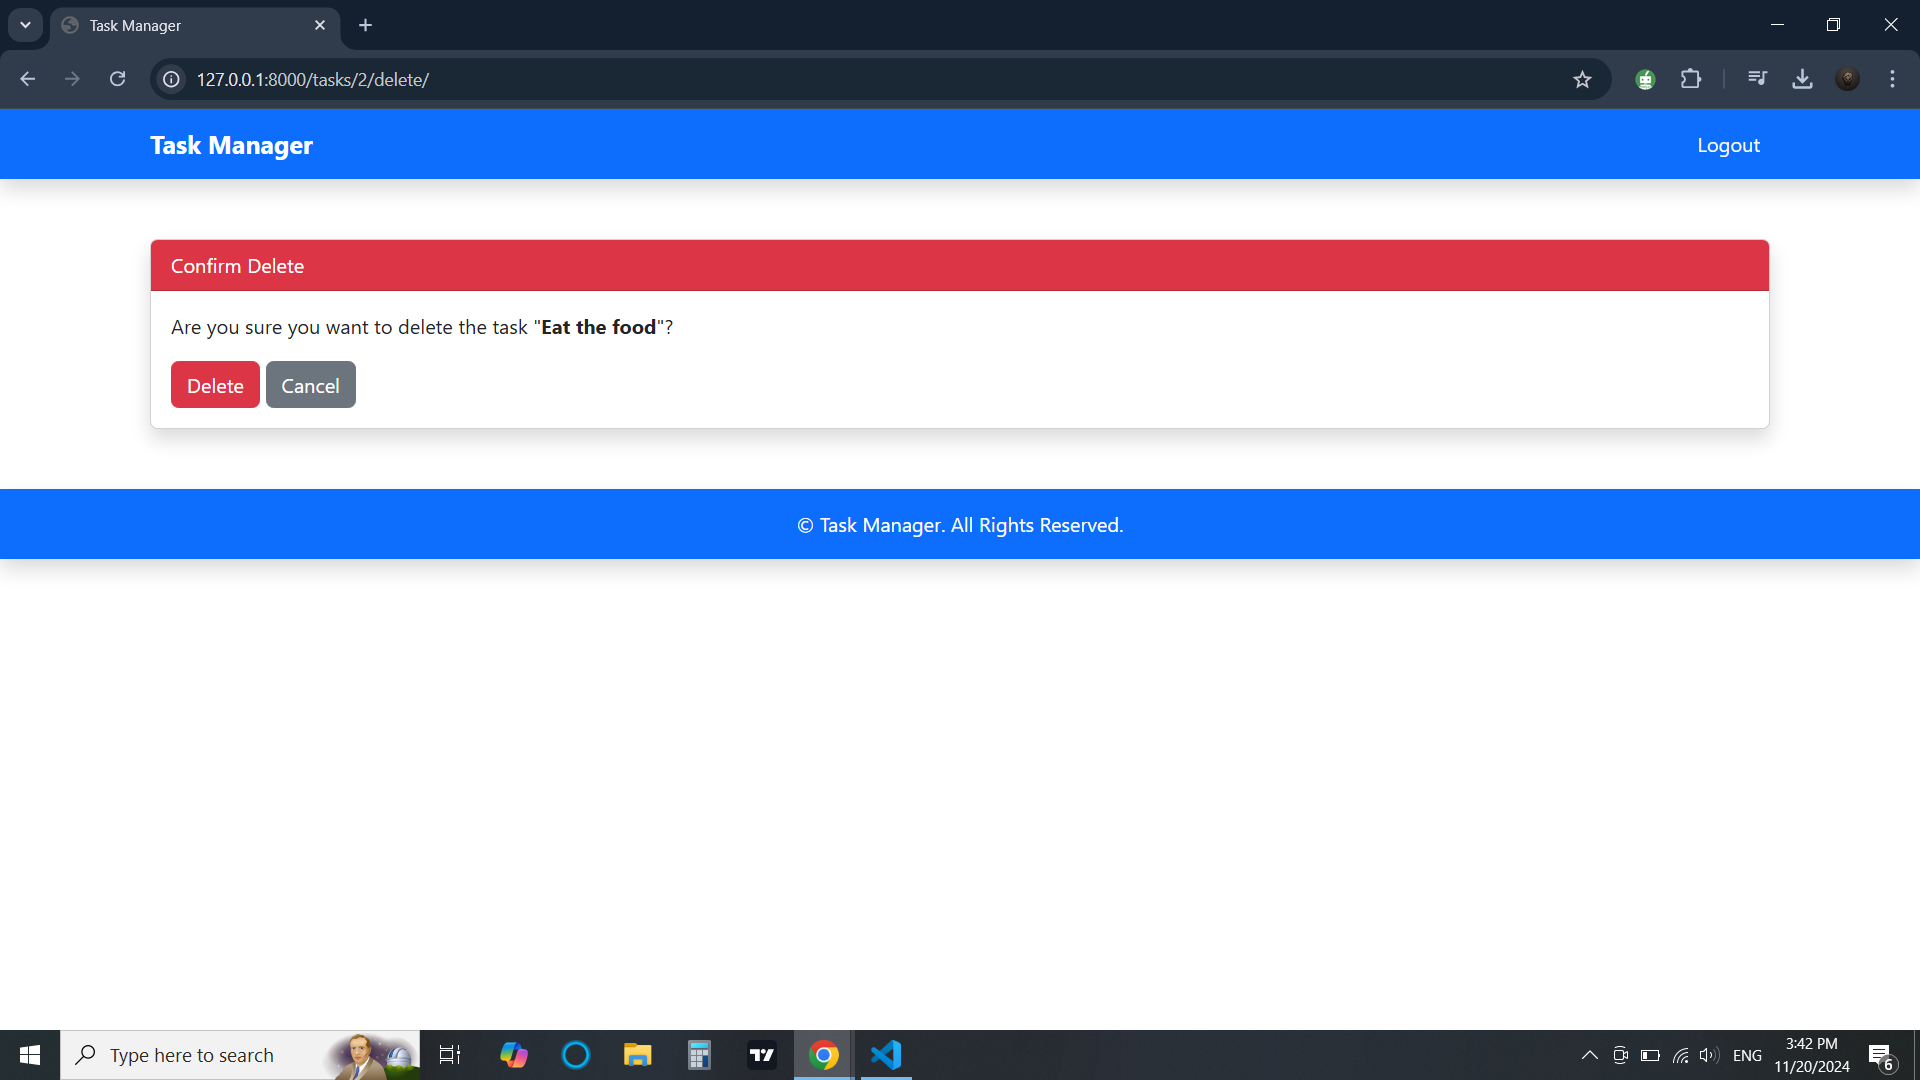 Task Manager
127.0.0.1:8000/tasks/2/delete/
Task Manager
Logout
Confirm Delete
Are you sure you want to delete the task "Eat the food"?
Delete
Cancel
© Task Manager. All Rights Reserved.
Type here to search
ENG
3:42 PM
11/20/2024
6